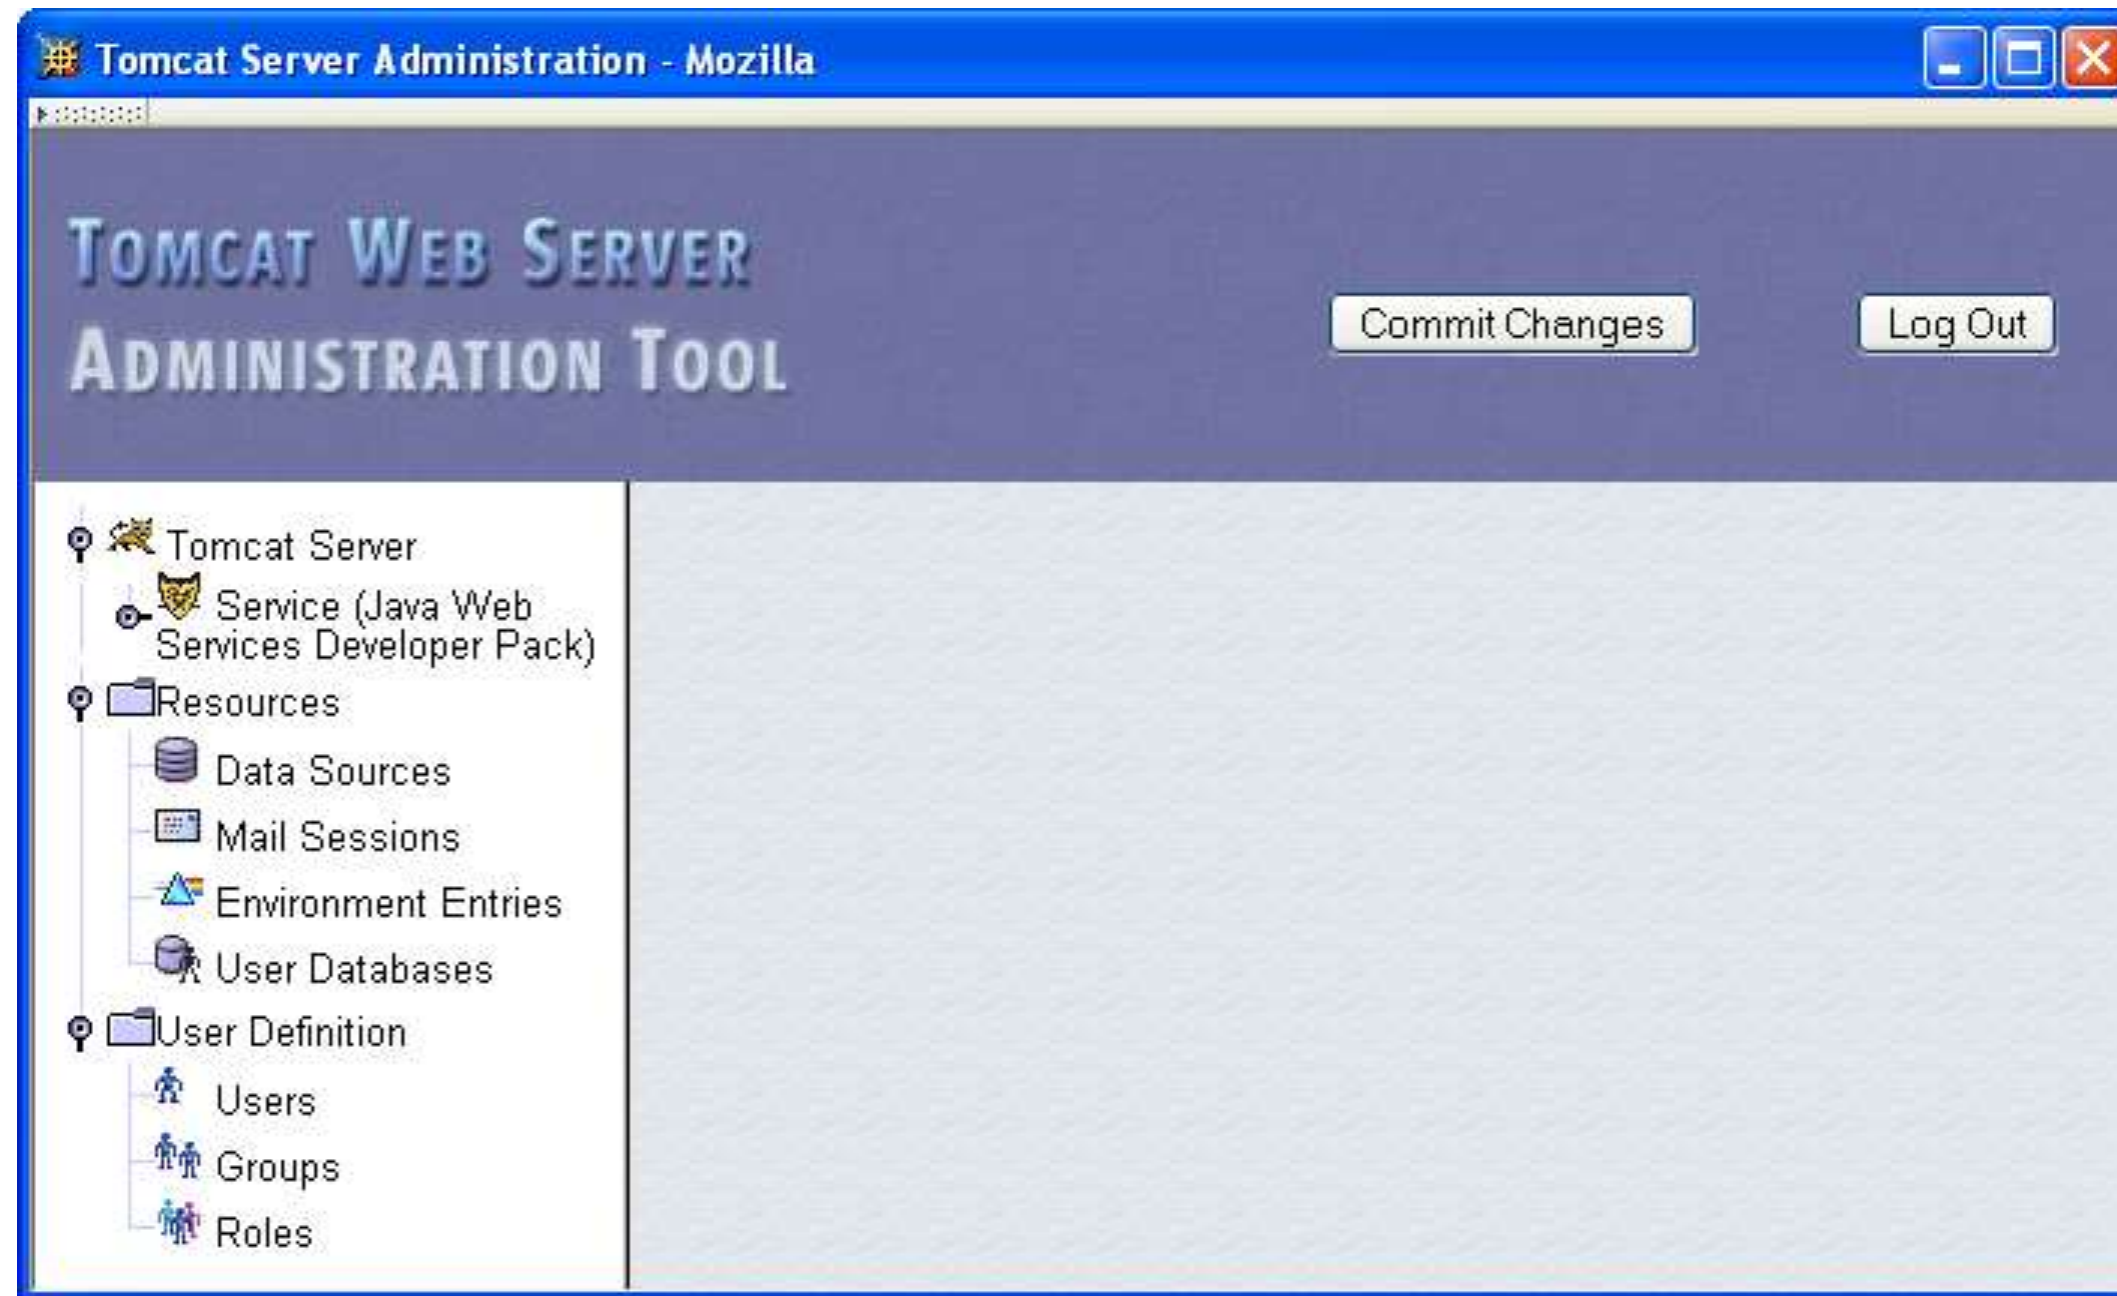 Tomcat Server Administration - Mozilla
TOMCAT WEB SERVER
ADMINISTRATION TOOL
Commit Changes
Log Out
Tomcat Server
Service (Java Web
Services Developer Pack)
Resources
Data Sources
Mail Sessions
Environment Entries
User Databases
User Definition
Users
Groups
Roles